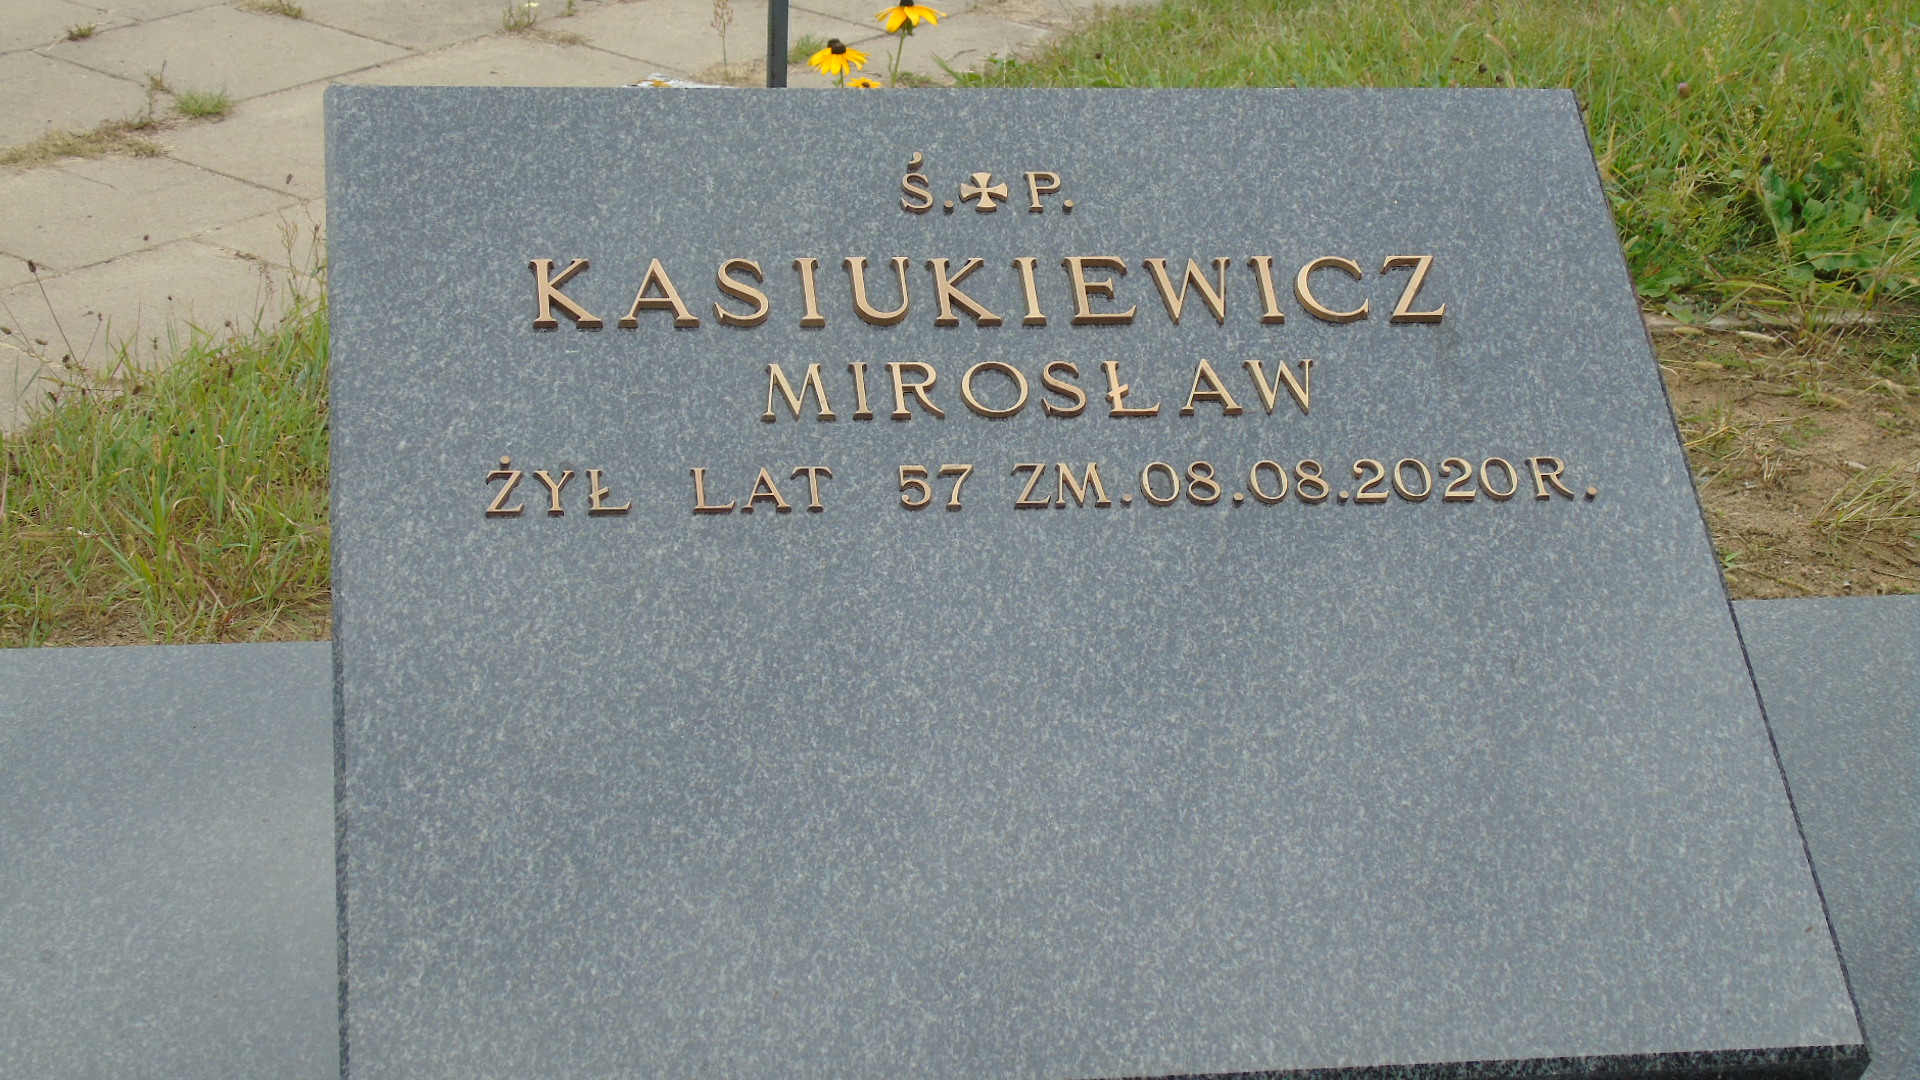 Ś.✠P.
KASIUKIEWICZ
MIROSŁAW
ŻYŁ LAT 57 ZM.08.08.2020R.